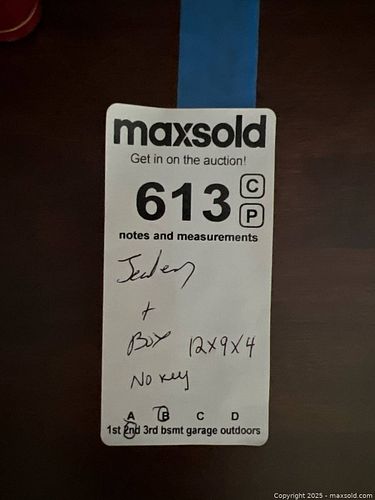 maxsold
Get in on the auction!
613 C
P
notes and measurements
Jewlery
+
Box 12x9x4
No key
A B C D
1st 2nd 3rd bsmt garage outdoors
Copyright 2025 - maxsold.com